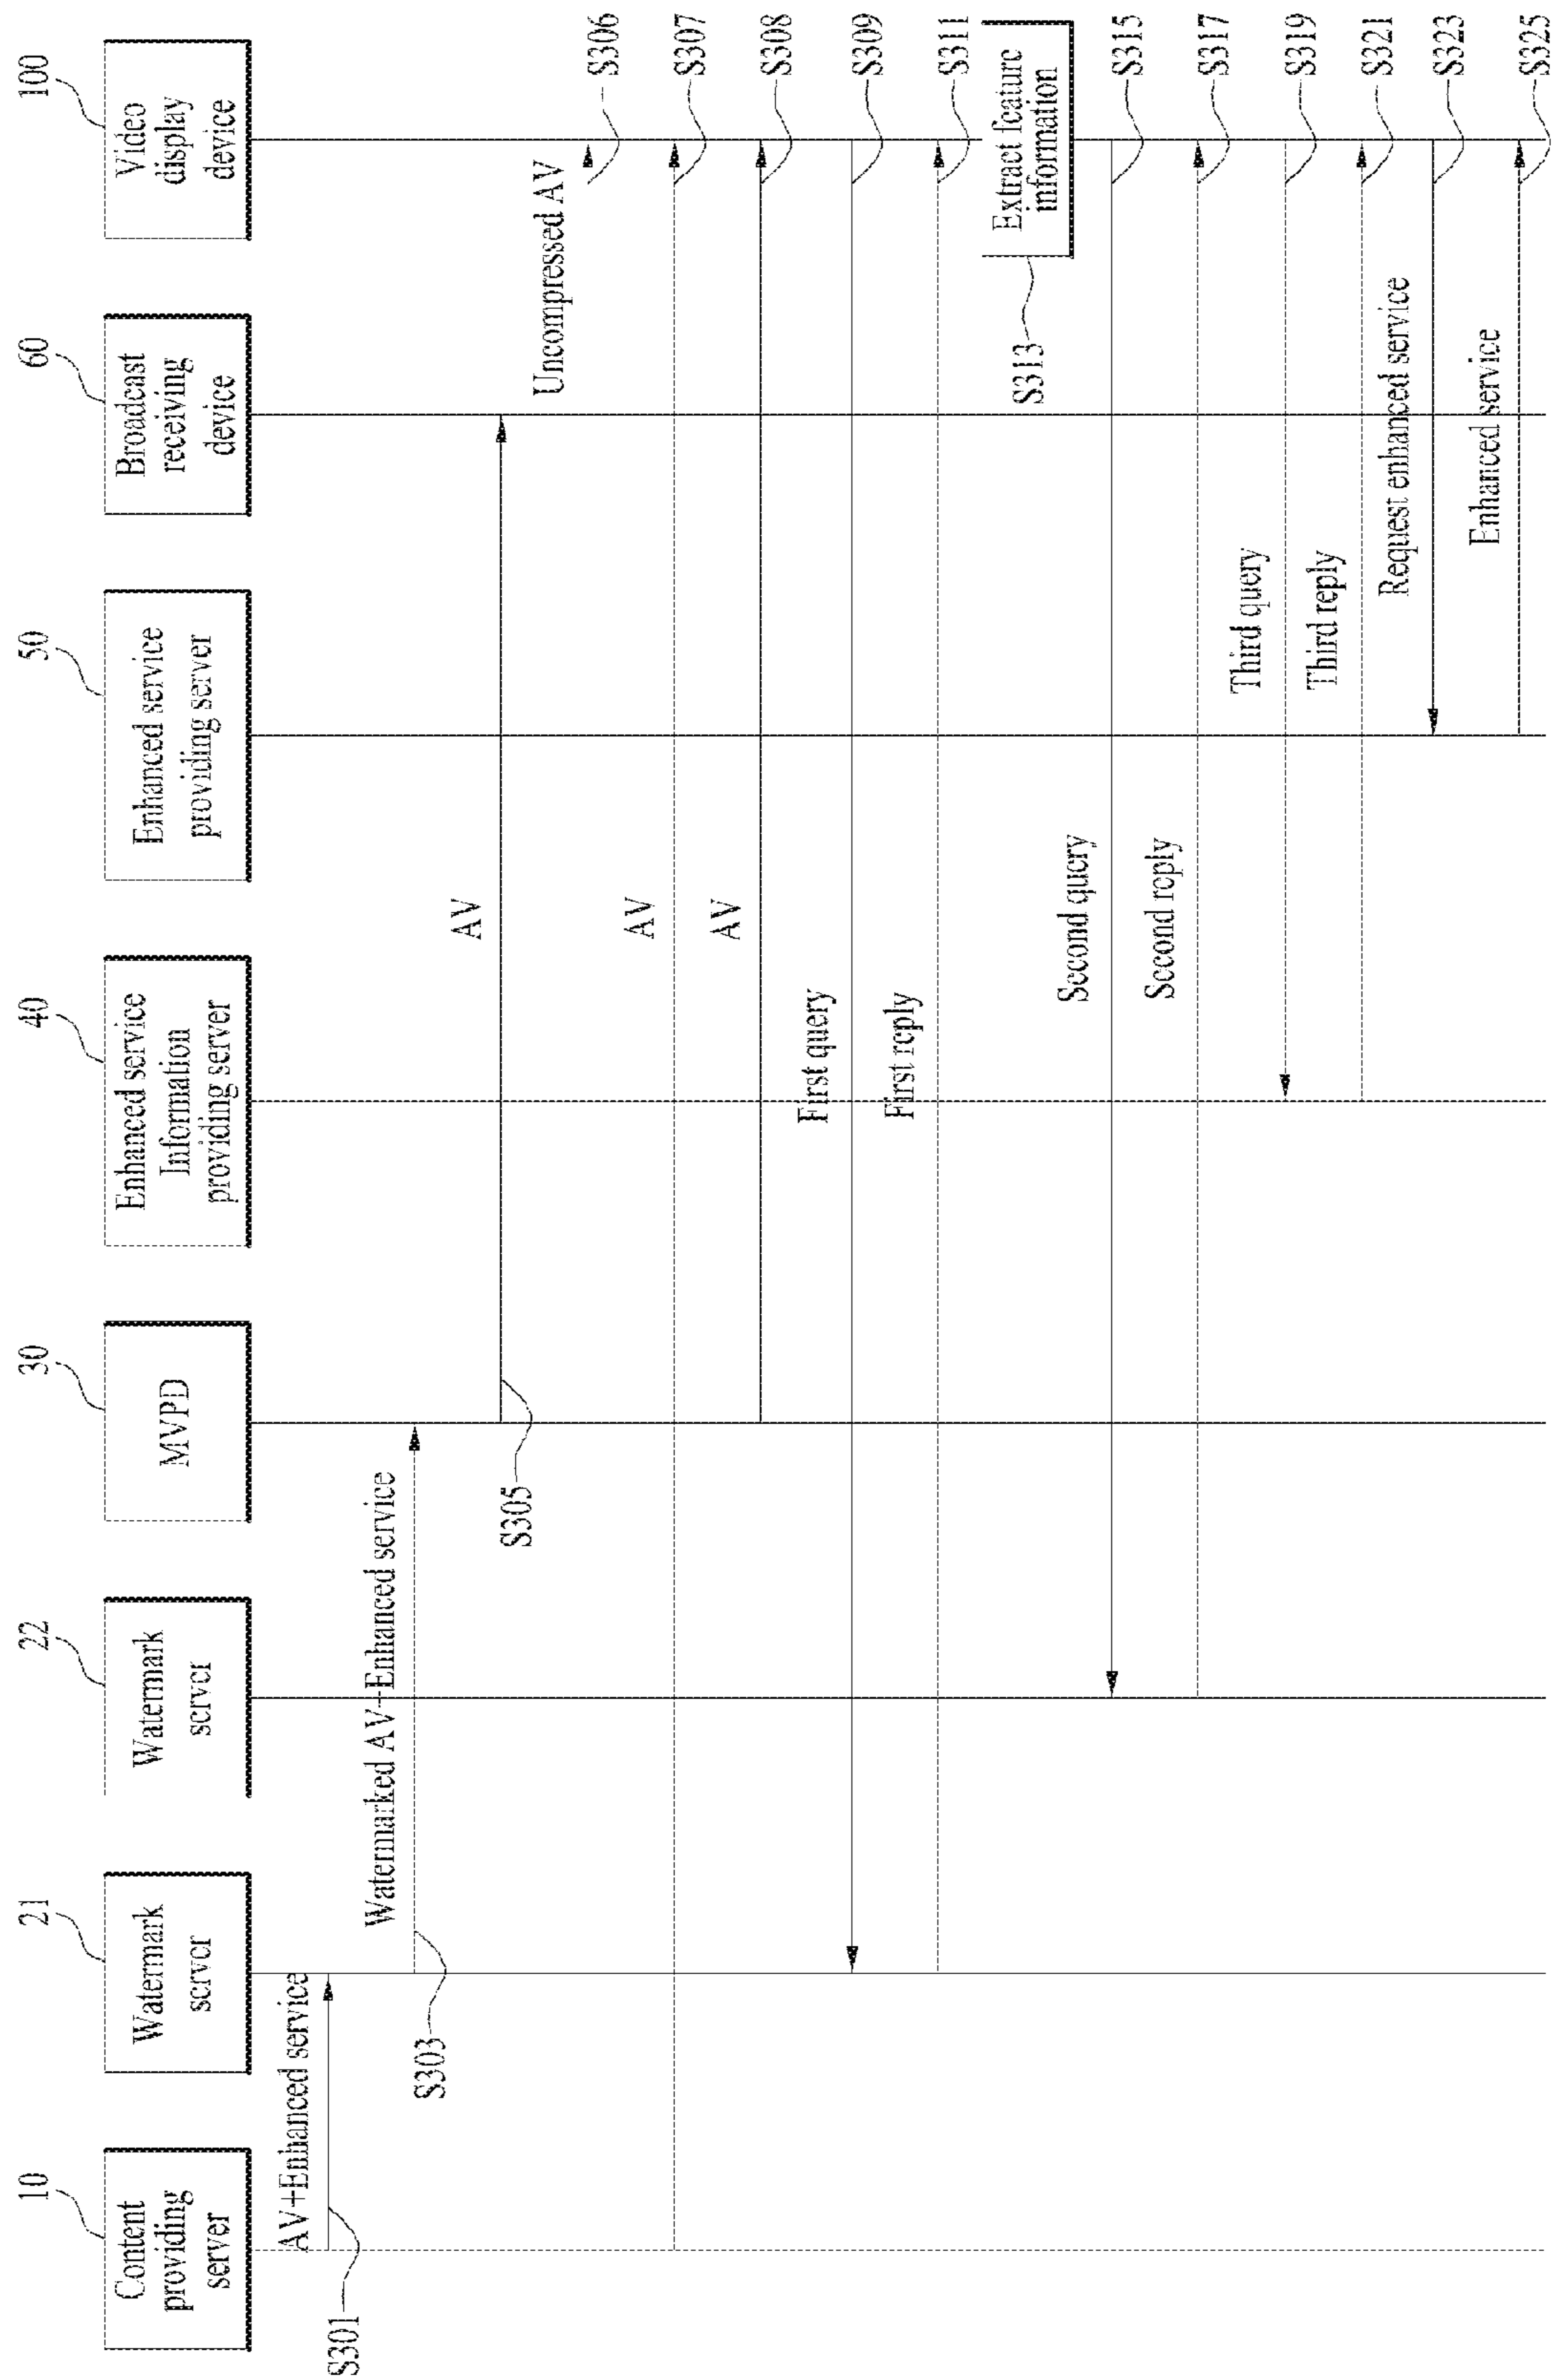 10
Content
providing
server
21
Watermark
server
22
Watermark
server
30
MVPD
40
Enhanced service
Information
providing server
50
Enhanced service
providing server
60
Broadcast
receiving
device
100
Video
display
device
AV+Enhanced service
S301
Watermarked AV+Enhanced service
S303
AV
S305
Uncompressed AV
S306
AV
S307
AV
S308
First query
S309
First reply
S311
Extract feature
information
S313
Second query
S315
Second reply
S317
Third query
S319
Third reply
S321
Request enhanced service
S323
Enhanced service
S325